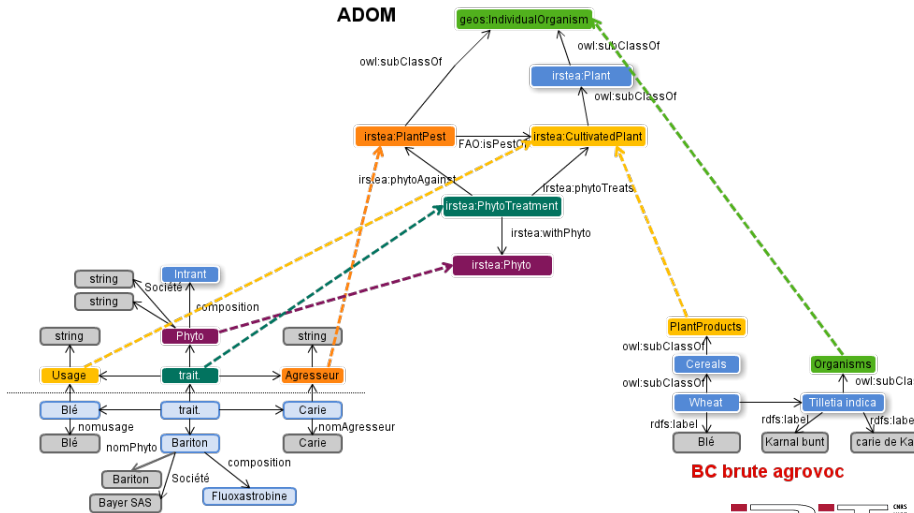 ADOM
geos:IndividualOrganism
owl:subClassOf
owl:subClassOf
irstea:Plant
owl:subClassOf
irstea:PlantPest
FAO:isPestOf
irstea:CultivatedPlant
irstea:phytoAgainst
irstea:phytoTreats
irstea:PhytoTreatment
irstea:withPhyto
irstea:Phyto
string
Société
Intrant
string
composition
string
Phyto
string
Usage
trait.
Agresseur
Blé
trait.
Carie
nomusage
nomAgresseur
Blé
nomPhyto
Bariton
Carie
composition
Bariton
Société
Bayer SAS
Fluoxastrobine
PlantProducts
owl:subClassOf
Cereals
Organisms
owl:subClassOf
owl:subCla
Wheat
Tilletia indica
rdfs:label
rdfs:label
rdfs:label
Blé
Karnal bunt
carie de Ka
BC brute agrovoc
CNRS